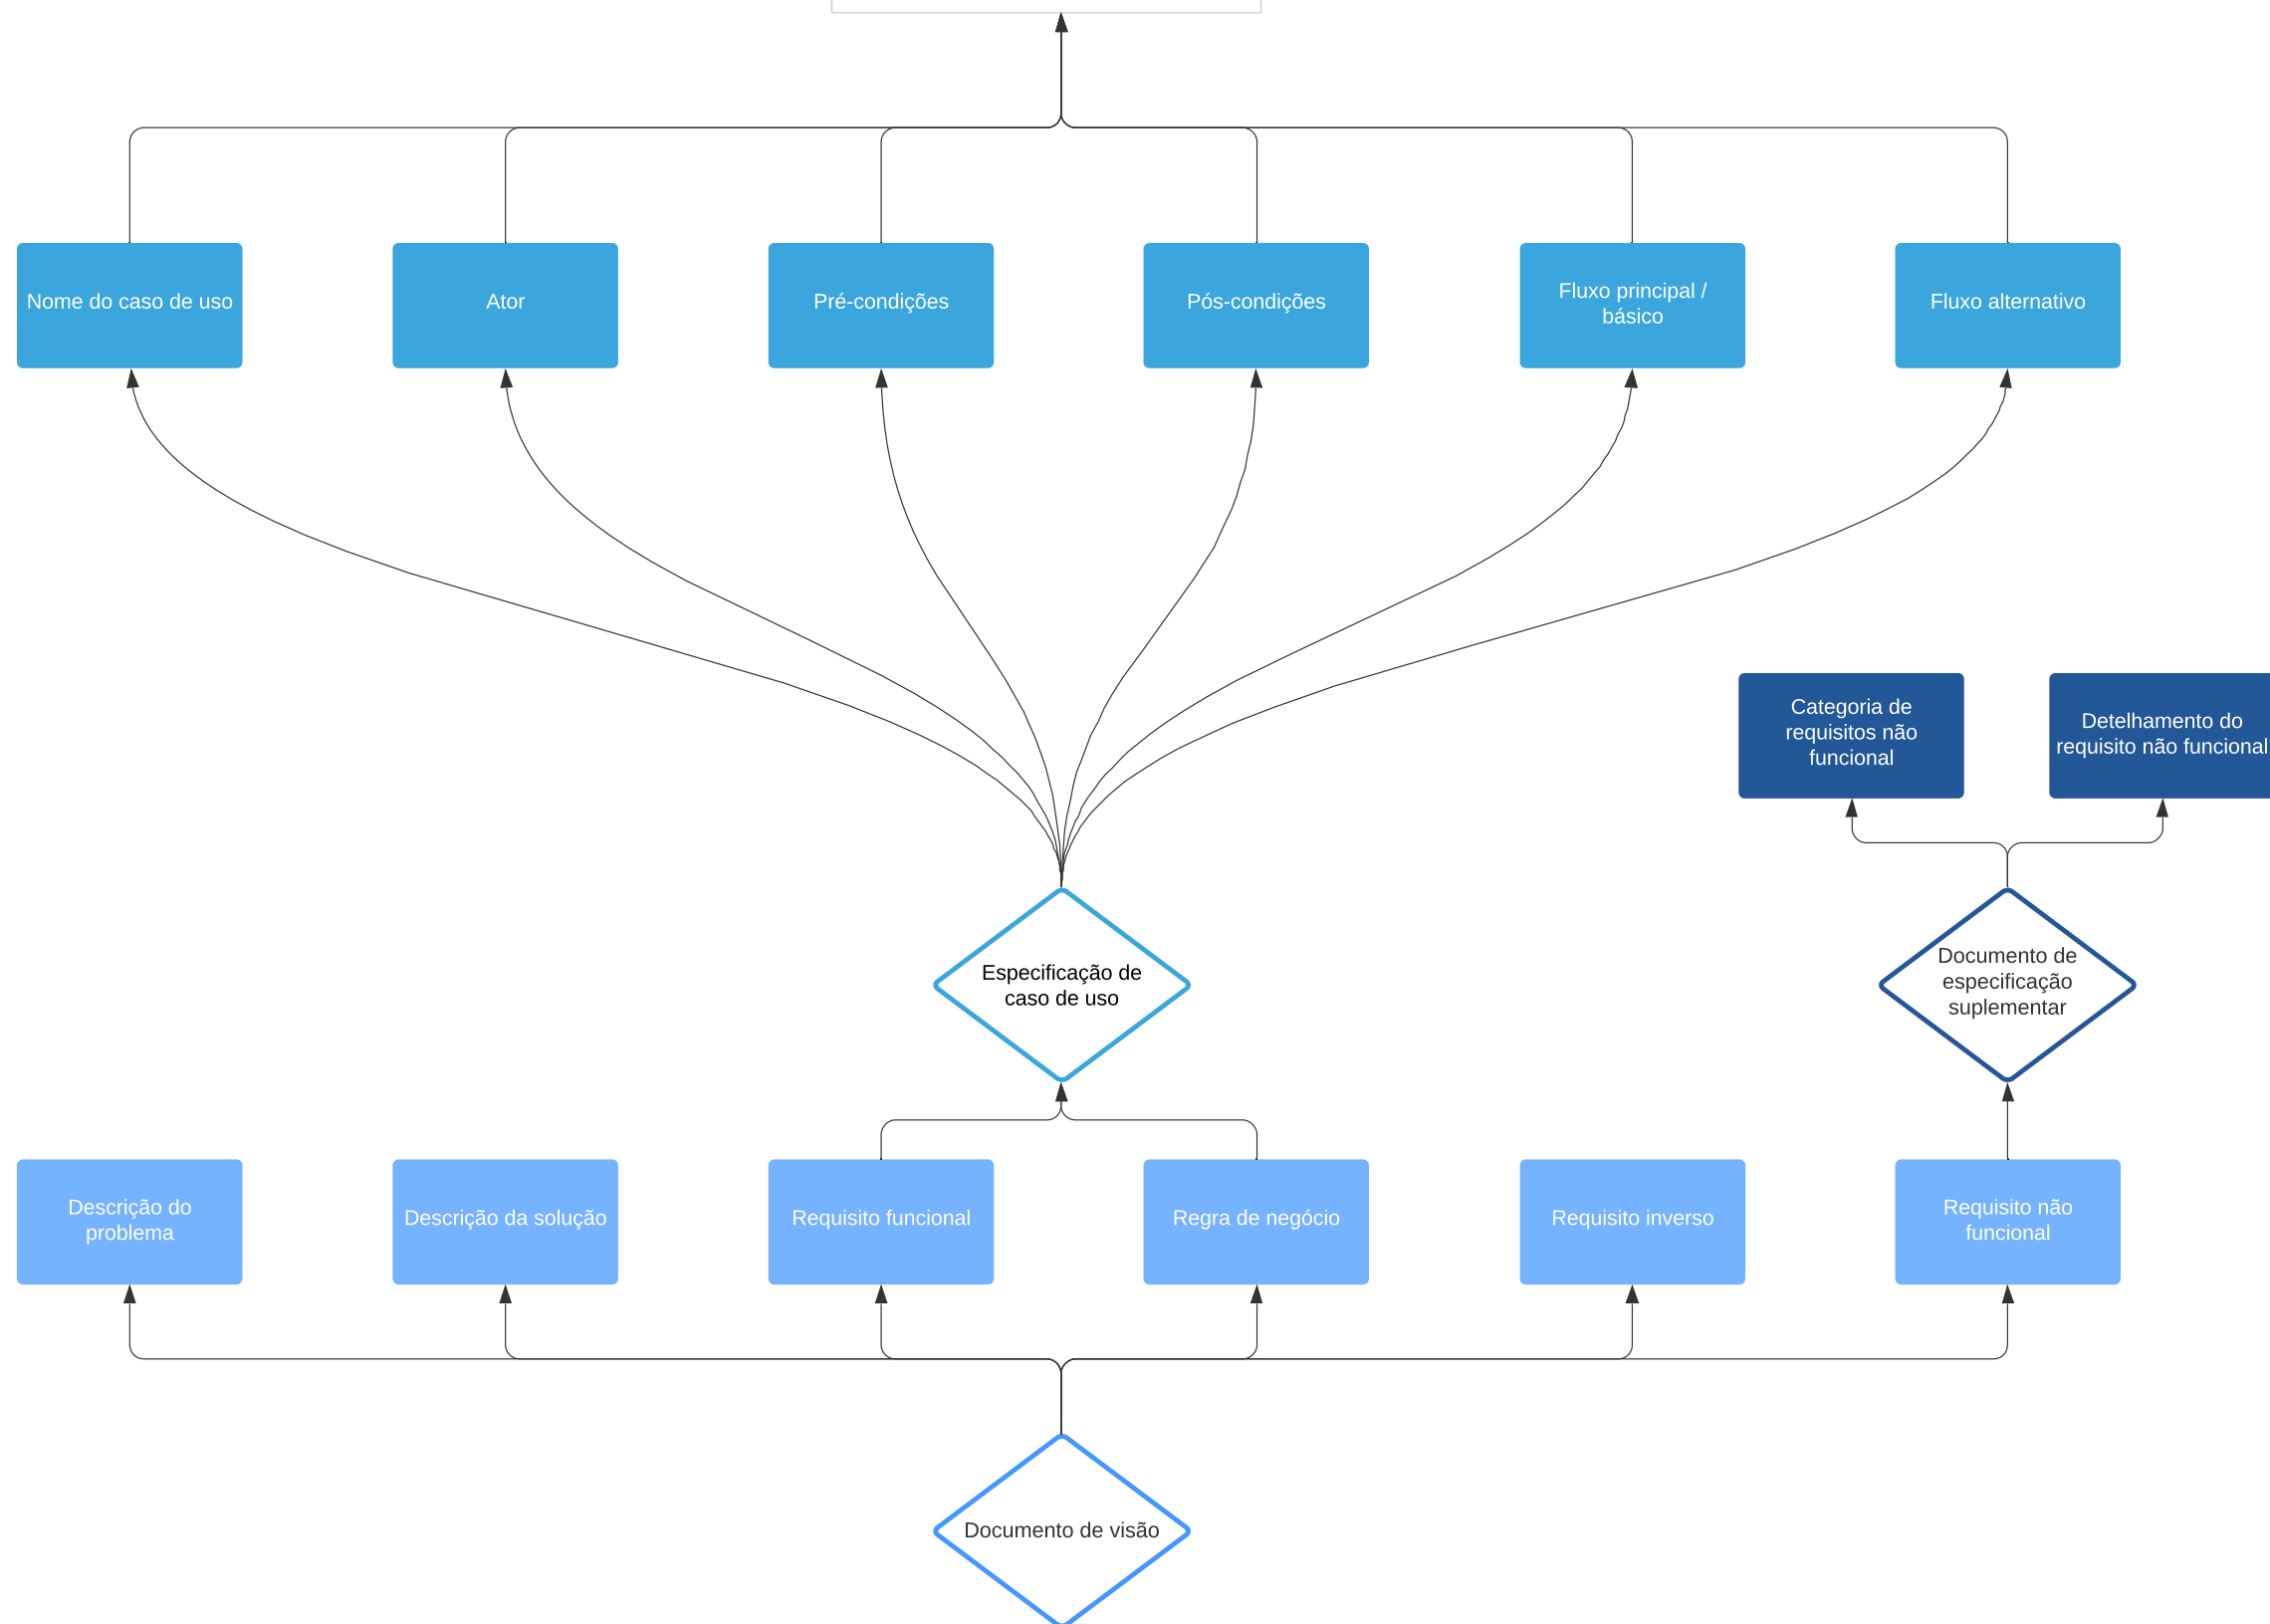 Nome do caso de uso
Ator
Pré-condições
Pós-condições
Fluxo principal /
básico
Fluxo alternativo
Categoria de
requisitos não
funcional
Detelhamento do
requisito não funcional
Especificação de
caso de uso
Documento de
especificação
suplementar
Descrição do
problema
Descrição da solução
Requisito funcional
Regra de negócio
Requisito inverso
Requisito não
funcional
Documento de visão